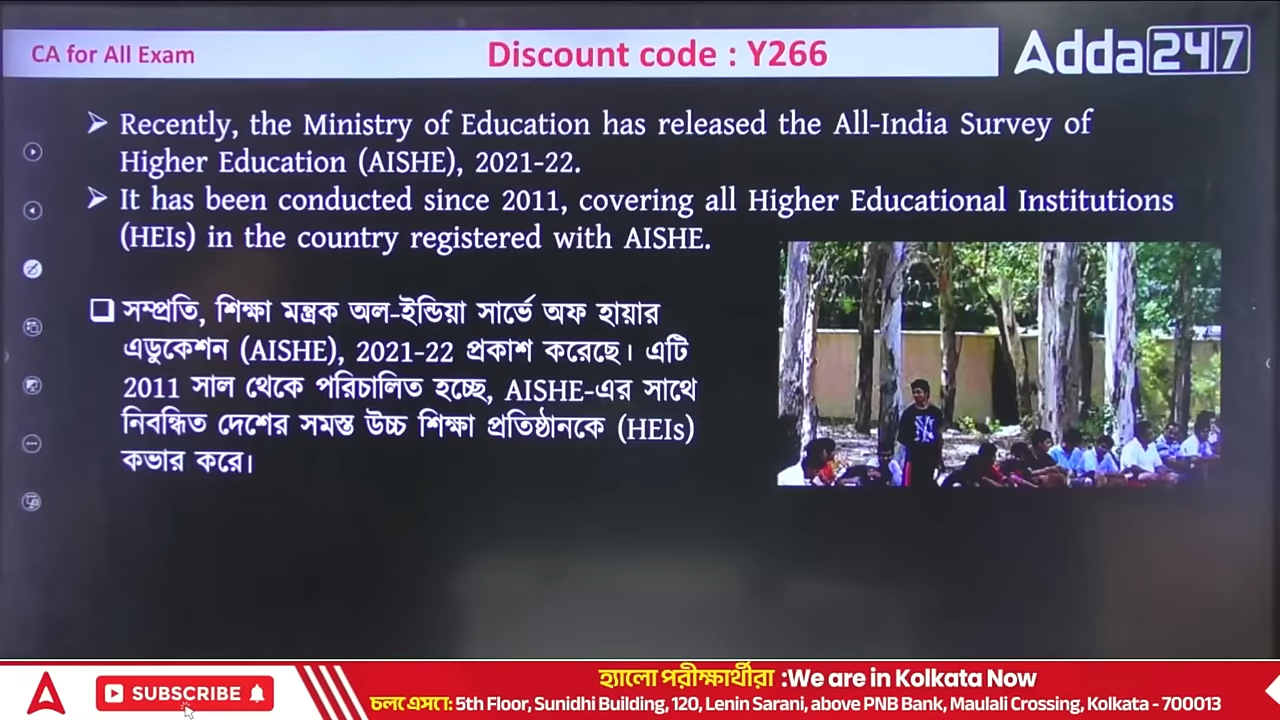 CA for All Exam
Discount code : Y266
Adda247
➢ Recently, the Ministry of Education has released the All-India Survey of
Higher Education (AISHE), 2021-22.
➢ It has been conducted since 2011, covering all Higher Educational Institutions
(HEIs) in the country registered with AISHE.
❑ সম্প্রতি, শিক্ষা মন্ত্রক অল-ইন্ডিয়া সার্ভে অফ হায়ার
এডুকেশন (AISHE), 2021-22 প্রকাশ করেছে। এটি
2011 সাল থেকে পরিচালিত হচ্ছে, AISHE-এর সাথে
নিবন্ধিত দেশের সমস্ত উচ্চ শিক্ষা প্রতিষ্ঠানকে (HEIs)
কভার করে।
SUBSCRIBE
হ্যালো পরীক্ষার্থীরা :We are in Kolkata Now
চলে এসো: 5th Floor, Sunidhi Building, 120, Lenin Sarani, above PNB Bank, Maulali Crossing, Kolkata - 700013